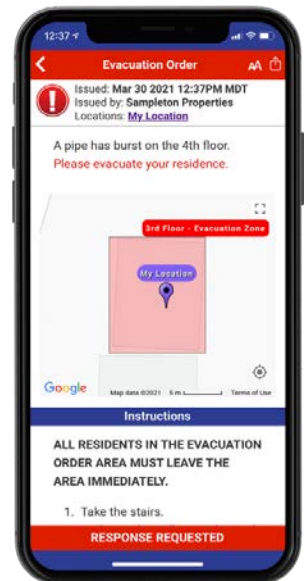 12:37
Evacuation Order
AA
Issued: Mar 30 2021 12:37PM MDT
Issued by: Sampleton Properties
Locations: My Location
A pipe has burst on the 4th floor.
Please evacuate your residence.
3rd Floor - Evacuation Zone
My Location
Google
Map data ©2021
5 m
Terms of Use
Instructions
ALL RESIDENTS IN THE EVACUATION
ORDER AREA MUST LEAVE THE
AREA IMMEDIATELY.
1. Take the stairs.
RESPONSE REQUESTED